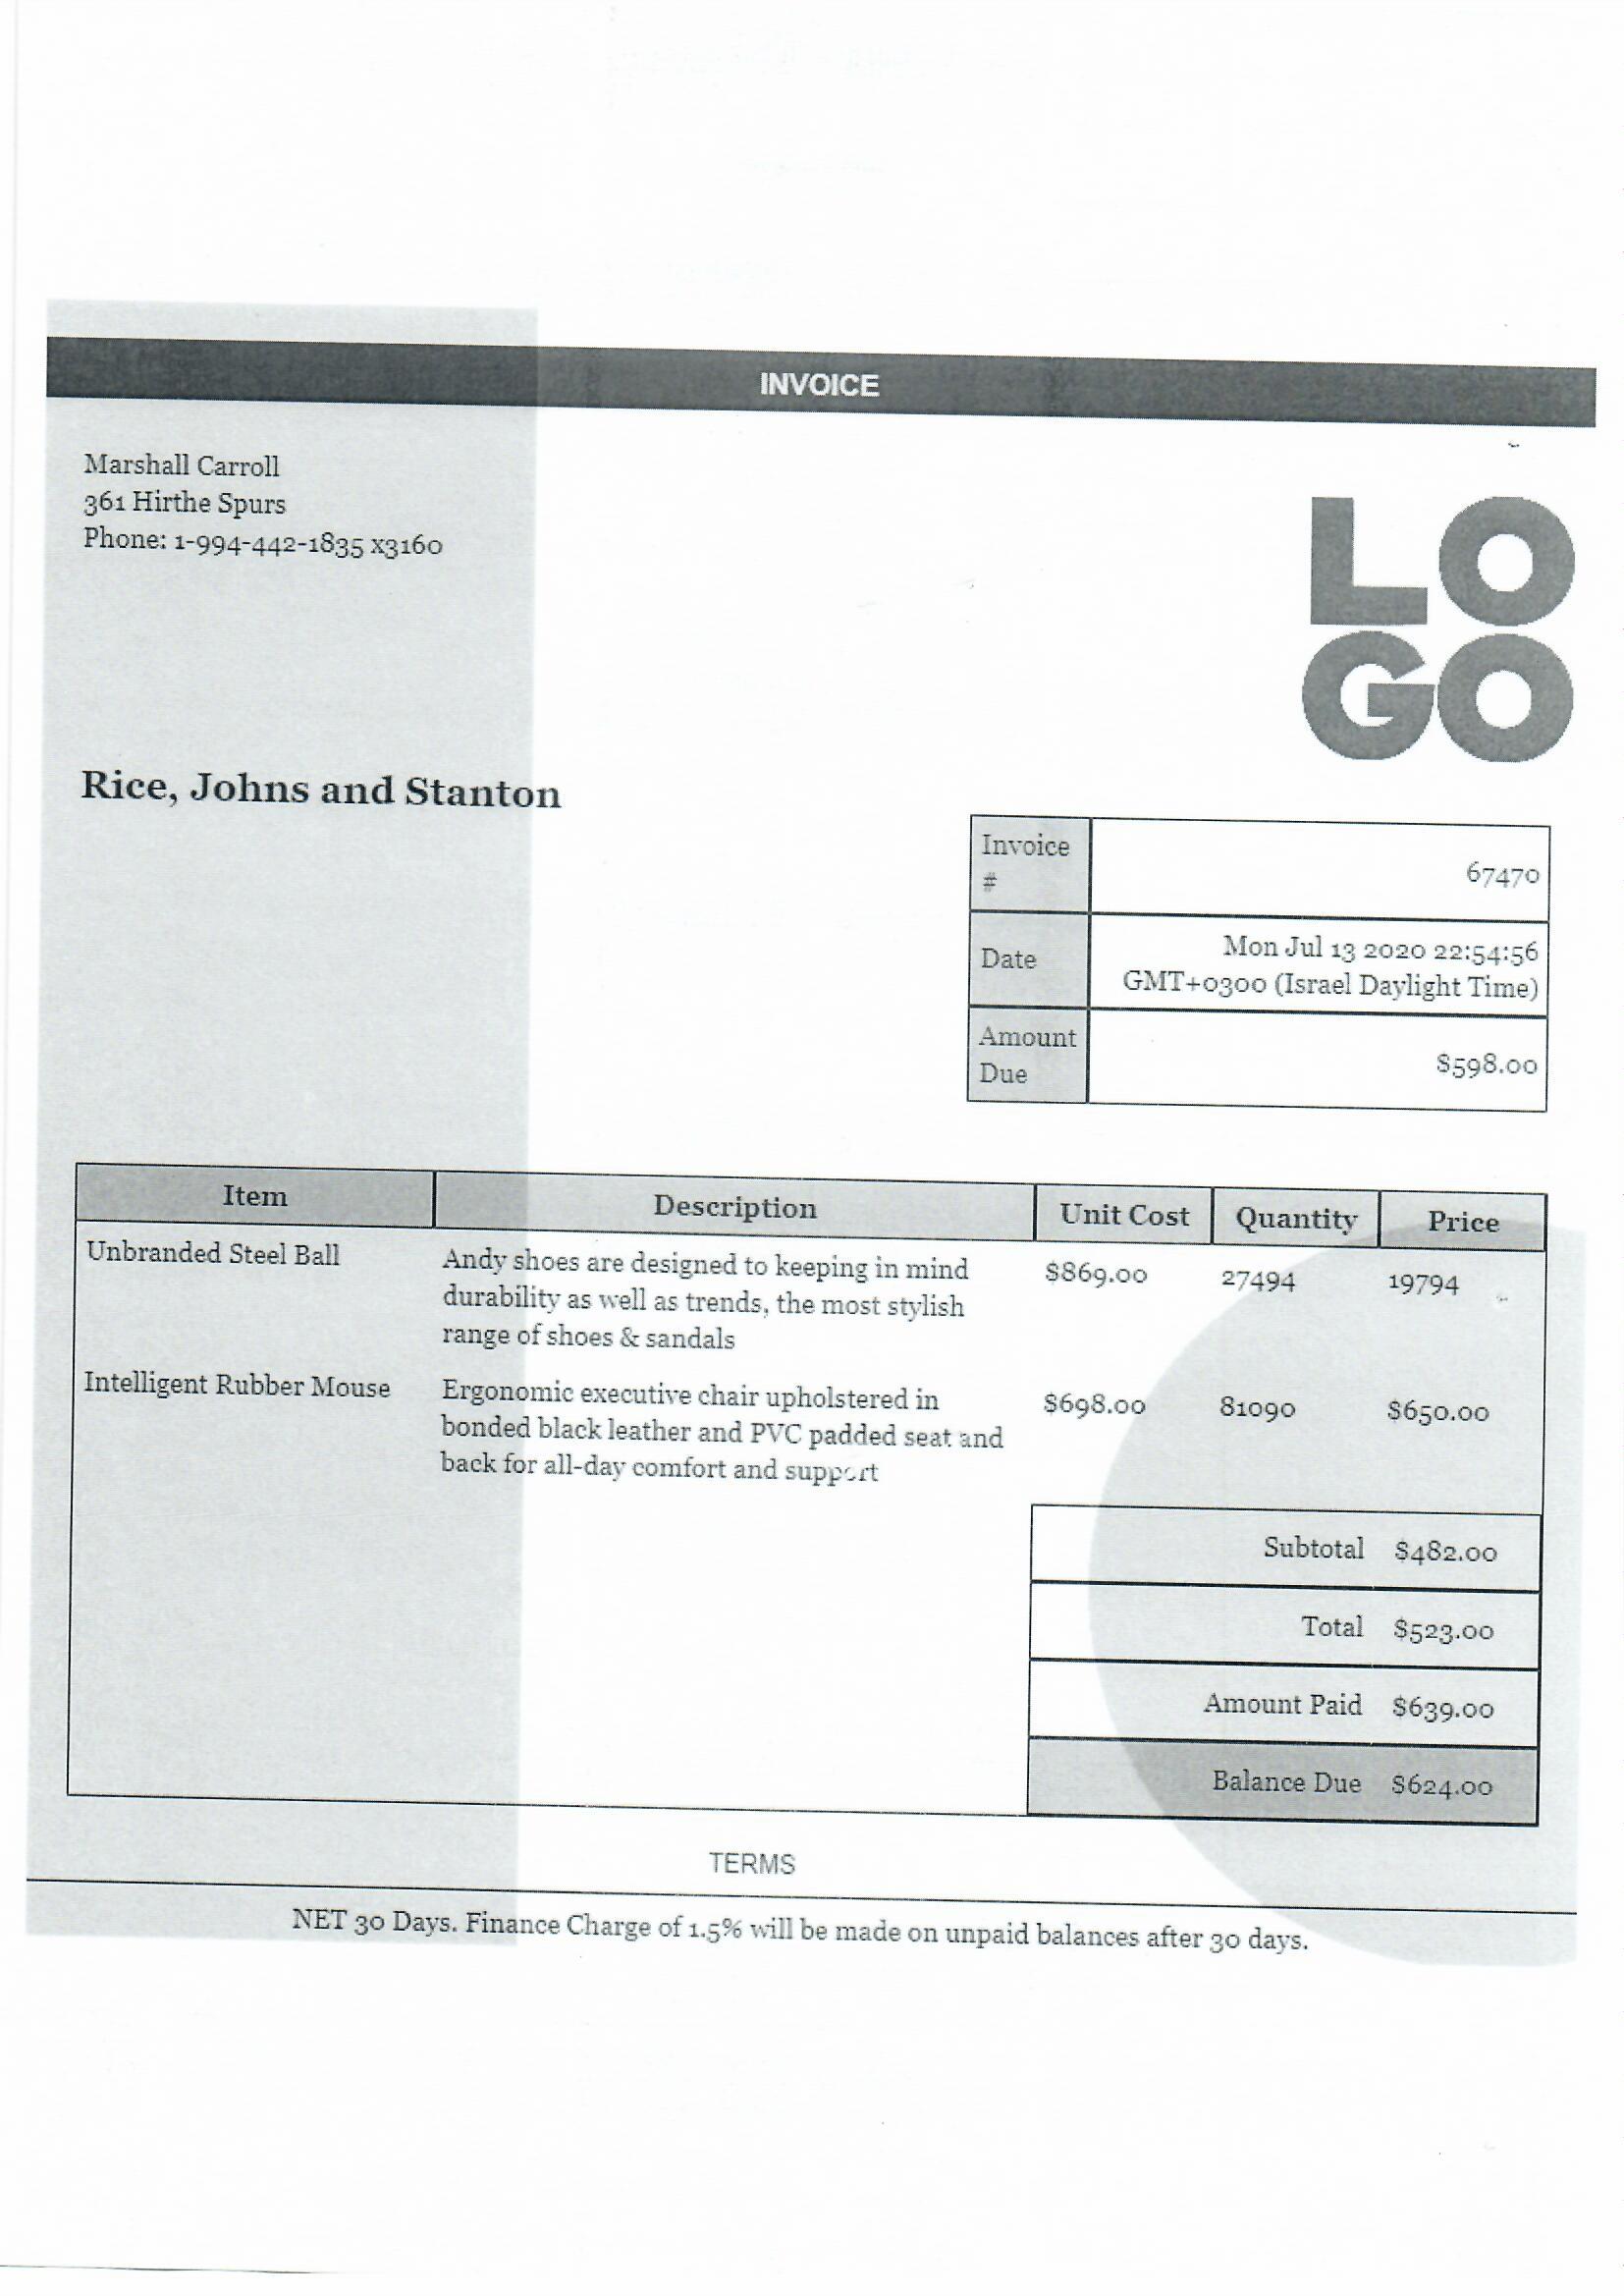 INVOICE
Marshall Carroll
361 Hirthe Spurs
Phone: 1-994-442-1835 x3160
LO
GO
Rice, Johns and Stanton
Invoice
#
67470
Date
Mon Jul 13 2020 22:54:56
GMT+0300 (Israel Daylight Time)
Amount
Due
$598.00
Item Description Unit Cost Quantity Price
Unbranded Steel Ball
Andy shoes are designed to keeping in mind
durability as well as trends, the most stylish
range of shoes & sandals
$869.00 27494 19794
Intelligent Rubber Mouse
Ergonomic executive chair upholstered in
bonded black leather and PVC padded seat and
back for all-day comfort and support
$698.00 81090 $650.00
Subtotal $482.00
Total $523.00
Amount Paid $639.00
Balance Due $624.00
TERMS
NET 30 Days. Finance Charge of 1.5% will be made on unpaid balances after 30 days.